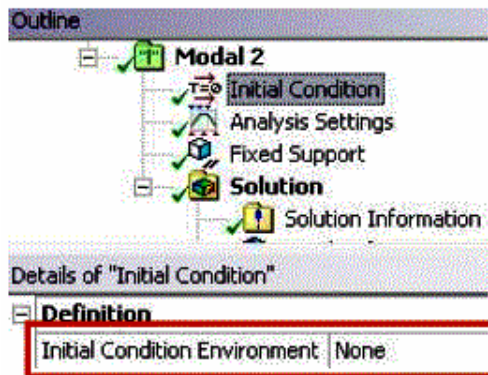 Outline
Modal 2
T=0 Initial Condition
Analysis Settings
Fixed Support
Solution
Solution Information
Details of "Initial Condition"
Definition
Initial Condition Environment None